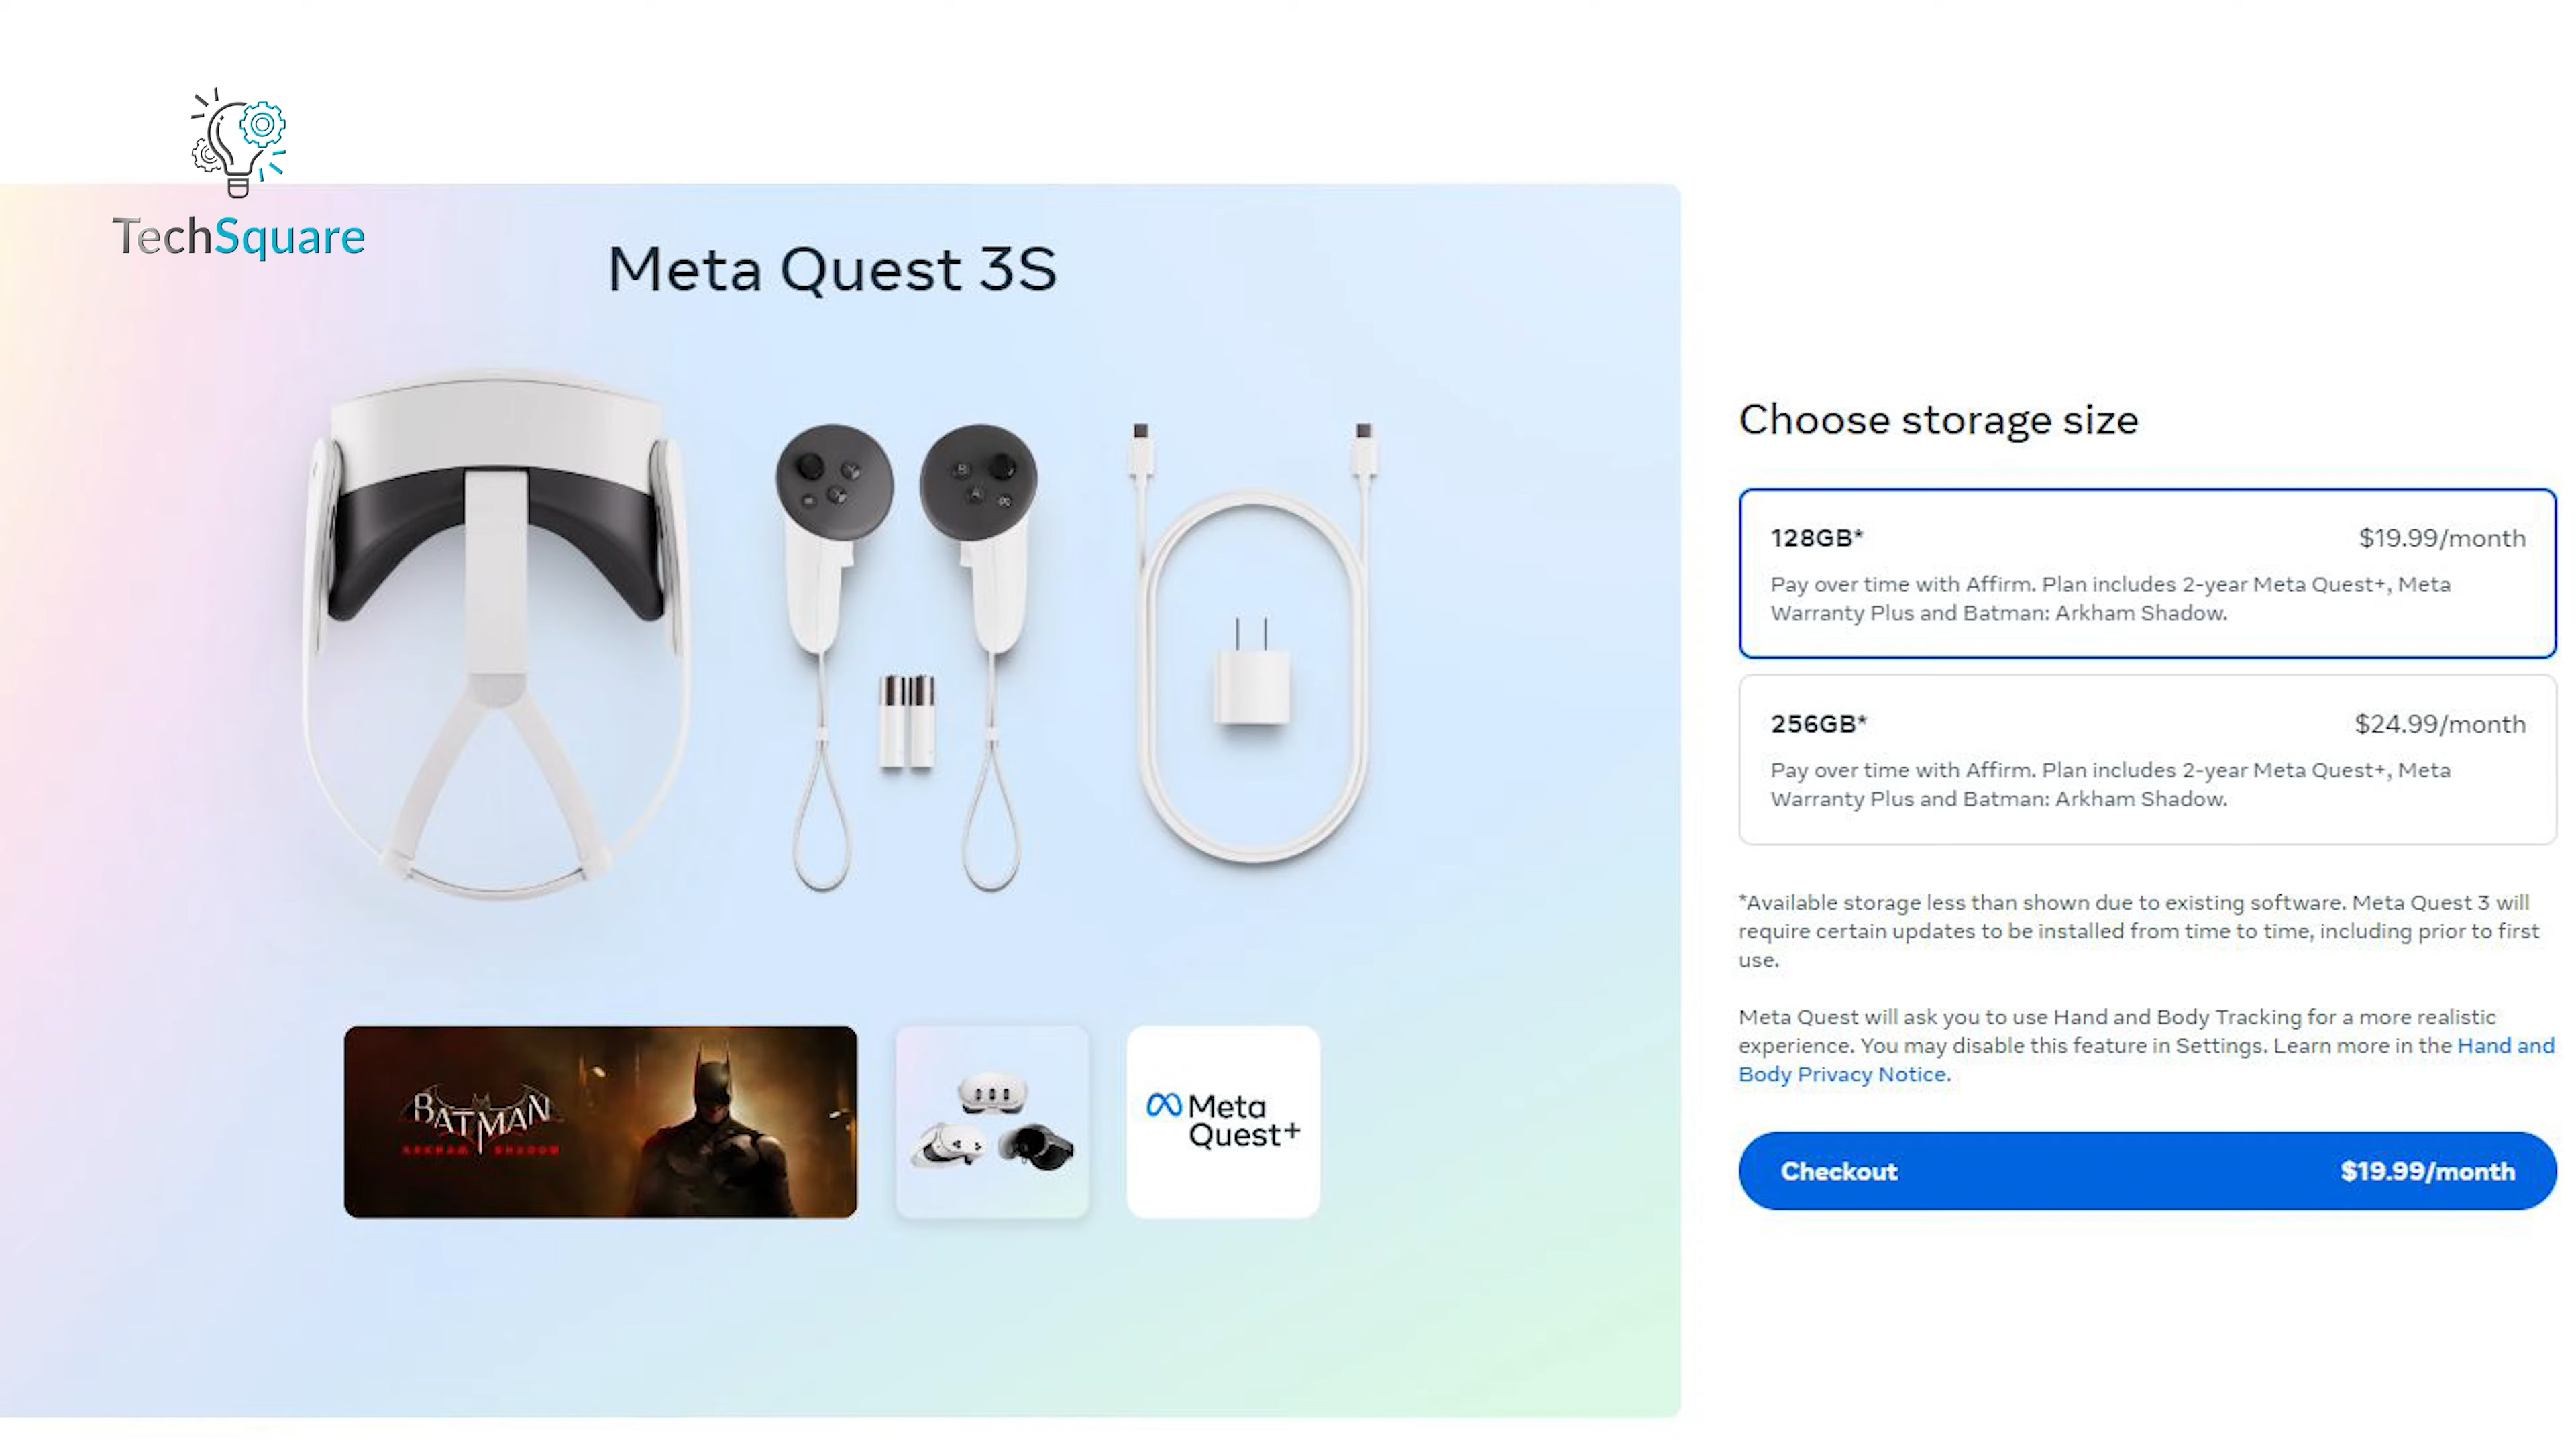 TechSquare
Meta Quest 3S
BATMAN
ARKHAM SHADOW
Meta
Quest+
Choose storage size
128GB* $19.99/month
Pay over time with Affirm. Plan includes 2-year Meta Quest+, Meta
Warranty Plus and Batman: Arkham Shadow.
256GB* $24.99/month
Pay over time with Affirm. Plan includes 2-year Meta Quest+, Meta
Warranty Plus and Batman: Arkham Shadow.
*Available storage less than shown due to existing software. Meta Quest 3 will
require certain updates to be installed from time to time, including prior to first
use.
Meta Quest will ask you to use Hand and Body Tracking for a more realistic
experience. You may disable this feature in Settings. Learn more in the Hand and
Body Privacy Notice.
Checkout $19.99/month